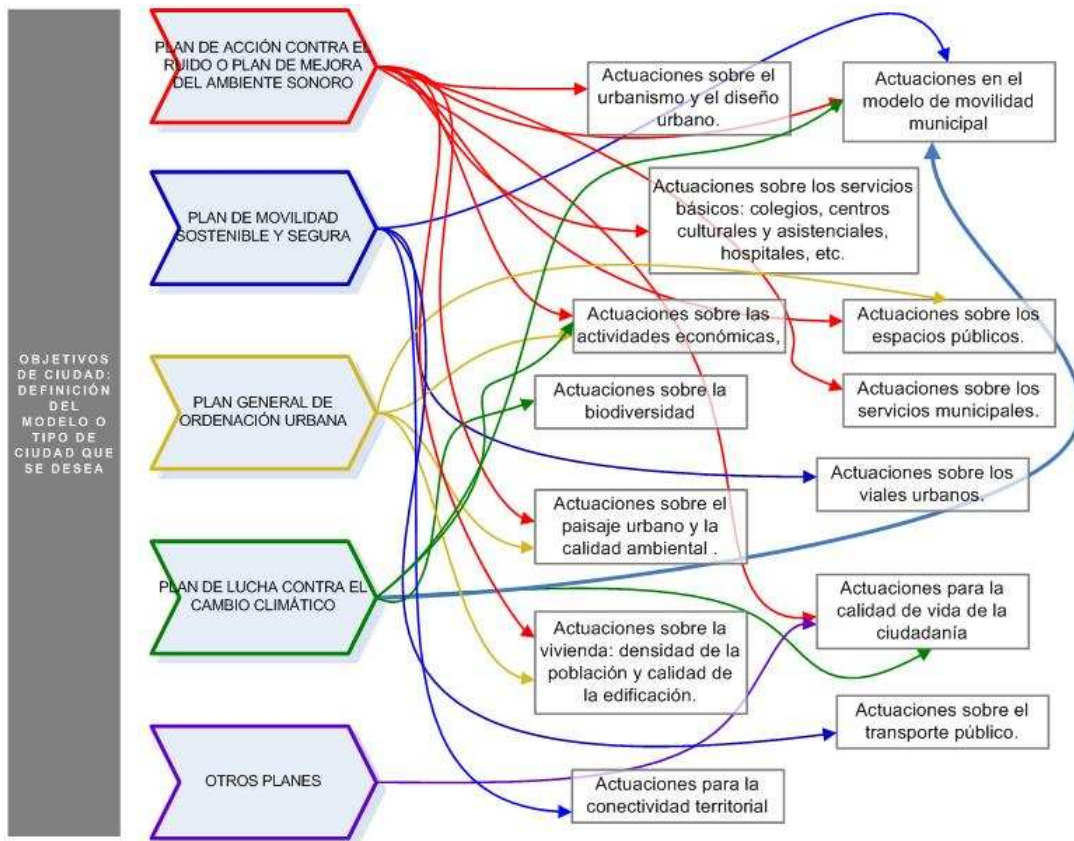 OBJETIVOS
DE CIUDAD:
DEFINICIÓN
DEL
MODELO O
TIPO DE
CIUDAD QUE
SE DESEA
PLAN DE ACCIÓN CONTRA EL
RUIDO O PLAN DE MEJORA
DEL AMBIENTE SONORO
PLAN DE MOVILIDAD
SOSTENIBLE Y SEGURA
PLAN GENERAL DE
ORDENACIÓN URBANA
PLAN DE LUCHA CONTRA EL
CAMBIO CLIMÁTICO
OTROS PLANES
Actuaciones sobre el
urbanismo y el diseño
urbano.
Actuaciones en el
modelo de movilidad
municipal
Actuaciones sobre los servicios
básicos: colegios, centros
culturales y asistenciales,
hospitales, etc.
Actuaciones sobre las
actividades económicas,
Actuaciones sobre los
espacios públicos.
Actuaciones sobre la
biodiversidad
Actuaciones sobre los
servicios municipales.
Actuaciones sobre los
viales urbanos.
Actuaciones sobre el
paisaje urbano y la
calidad ambiental .
Actuaciones para la
calidad de vida de la
ciudadanía
Actuaciones sobre la
vivienda: densidad de la
población y calidad de
la edificación.
Actuaciones sobre el
transporte público.
Actuaciones para la
conectividad territorial